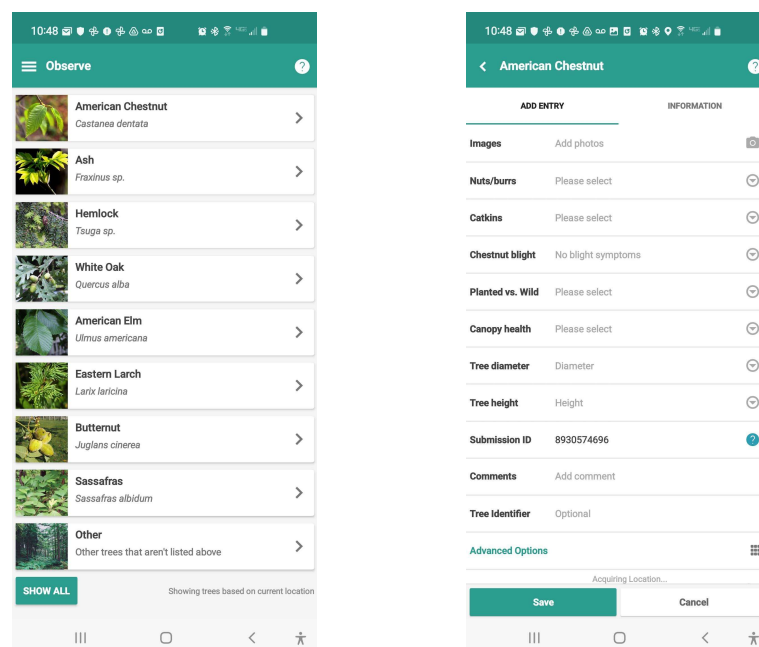 10:48
Observe
?
American Chestnut
Castanea dentata
Ash
Fraxinus sp.
Hemlock
Tsuga sp.
White Oak
Quercus alba
American Elm
Ulmus americana
Eastern Larch
Larix laricina
Butternut
Juglans cinerea
Sassafras
Sassafras albidum
Other
Other trees that aren't listed above
SHOW ALL
Showing trees based on current location
10:48
American Chestnut
?
ADD ENTRY INFORMATION
Images Add photos
Nuts/burrs Please select
Catkins Please select
Chestnut blight No blight symptoms
Planted vs. Wild Please select
Canopy health Please select
Tree diameter Diameter
Tree height Height
Submission ID 8930574696 ?
Comments Add comment
Tree Identifier Optional
Advanced Options
Acquiring Location...
Save Cancel